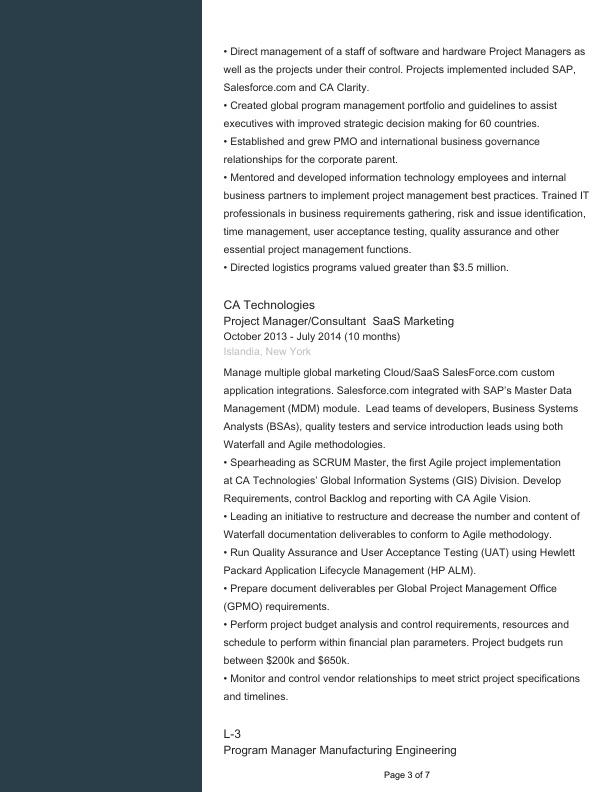 • Direct management of a staff of software and hardware Project Managers as
well as the projects under their control. Projects implemented included SAP,
Salesforce.com and CA Clarity.
• Created global program management portfolio and guidelines to assist
executives with improved strategic decision making for 60 countries.
• Established and grew PMO and international business governance
relationships for the corporate parent.
• Mentored and developed information technology employees and internal
business partners to implement project management best practices. Trained IT
professionals in business requirements gathering, risk and issue identification,
time management, user acceptance testing, quality assurance and other
essential project management functions.
• Directed logistics programs valued greater than $3.5 million.
CA Technologies
Project Manager/Consultant  SaaS Marketing
October 2013 - July 2014 (10 months)
Islandia, New York
Manage multiple global marketing Cloud/SaaS SalesForce.com custom
application integrations. Salesforce.com integrated with SAP's Master Data
Management (MDM) module.  Lead teams of developers, Business Systems
Analysts (BSAs), quality testers and service introduction leads using both
Waterfall and Agile methodologies.
• Spearheading as SCRUM Master, the first Agile project implementation
at CA Technologies' Global Information Systems (GIS) Division. Develop
Requirements, control Backlog and reporting with CA Agile Vision.
• Leading an initiative to restructure and decrease the number and content of
Waterfall documentation deliverables to conform to Agile methodology.
• Run Quality Assurance and User Acceptance Testing (UAT) using Hewlett
Packard Application Lifecycle Management (HP ALM).
• Prepare document deliverables per Global Project Management Office
(GPMO) requirements.
• Perform project budget analysis and control requirements, resources and
schedule to perform within financial plan parameters. Project budgets run
between $200k and $650k.
• Monitor and control vendor relationships to meet strict project specifications
and timelines.
L-3
Program Manager Manufacturing Engineering
Page 3 of 7